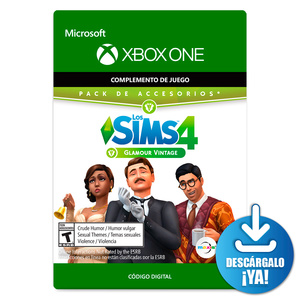 Microsoft
XBOX ONE
COMPLEMENTO DE JUEGO
PACK DE ACCESORIOS*
Los
SIMS 4
GLAMOUR VINTAGE
T
Crude Humor / Humor vulgar
Sexual Themes / Temas sexuales
Violence / Violencia
CÓDIGO DIGITAL
DESCÁRGALO
¡YA!